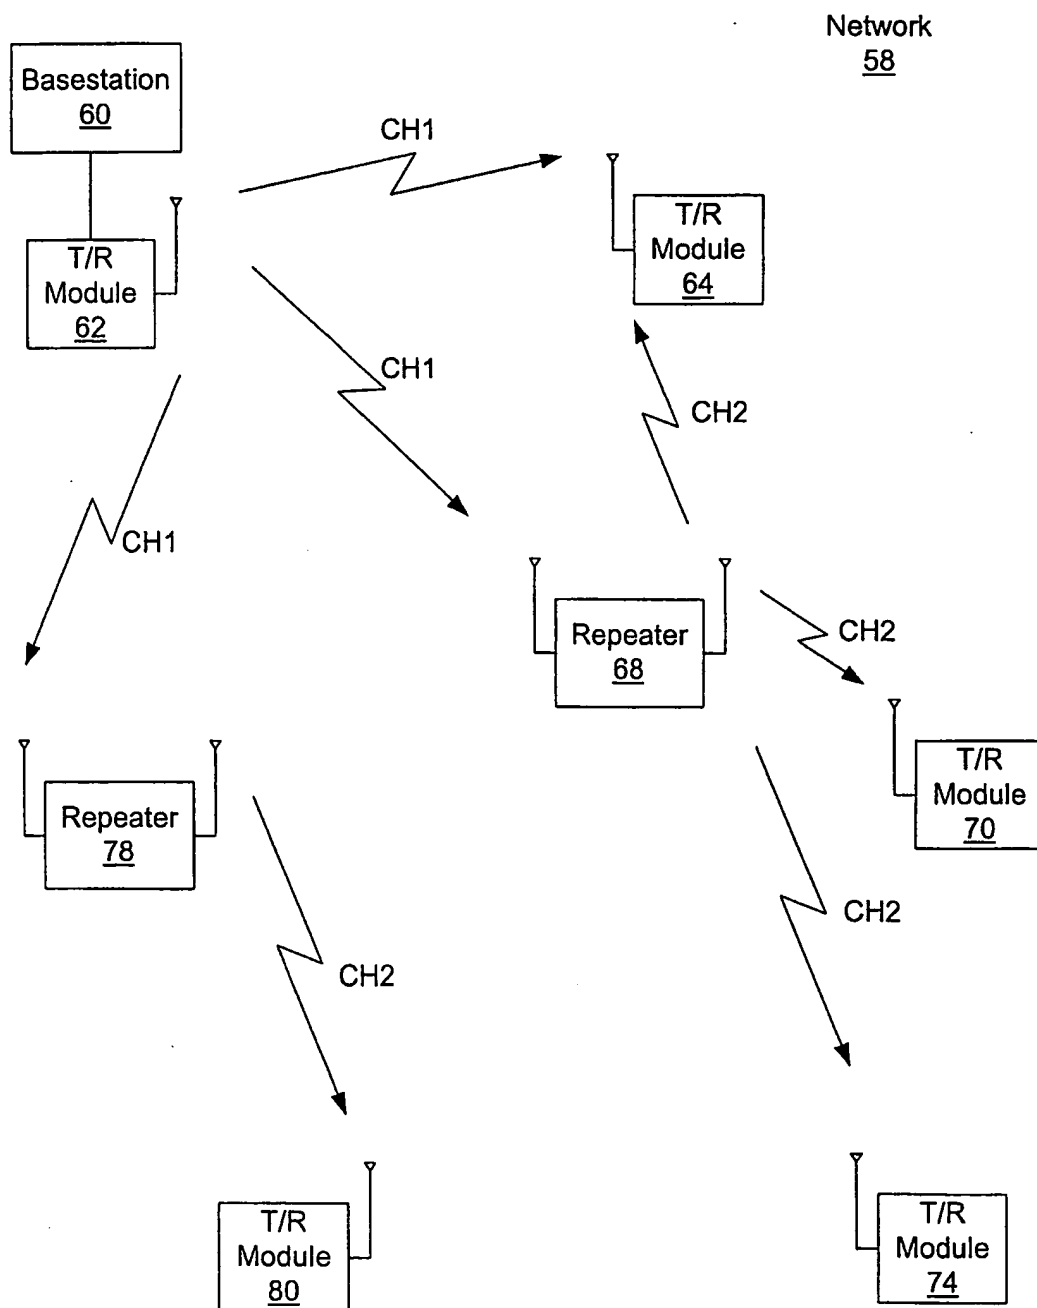 Network
58
Basestation
60
CH1
T/R
Module
64
T/R
Module
62
CH1
CH2
CH1
Repeater
68
CH2
T/R
Module
70
Repeater
78
CH2
CH2
T/R
Module
80
T/R
Module
74